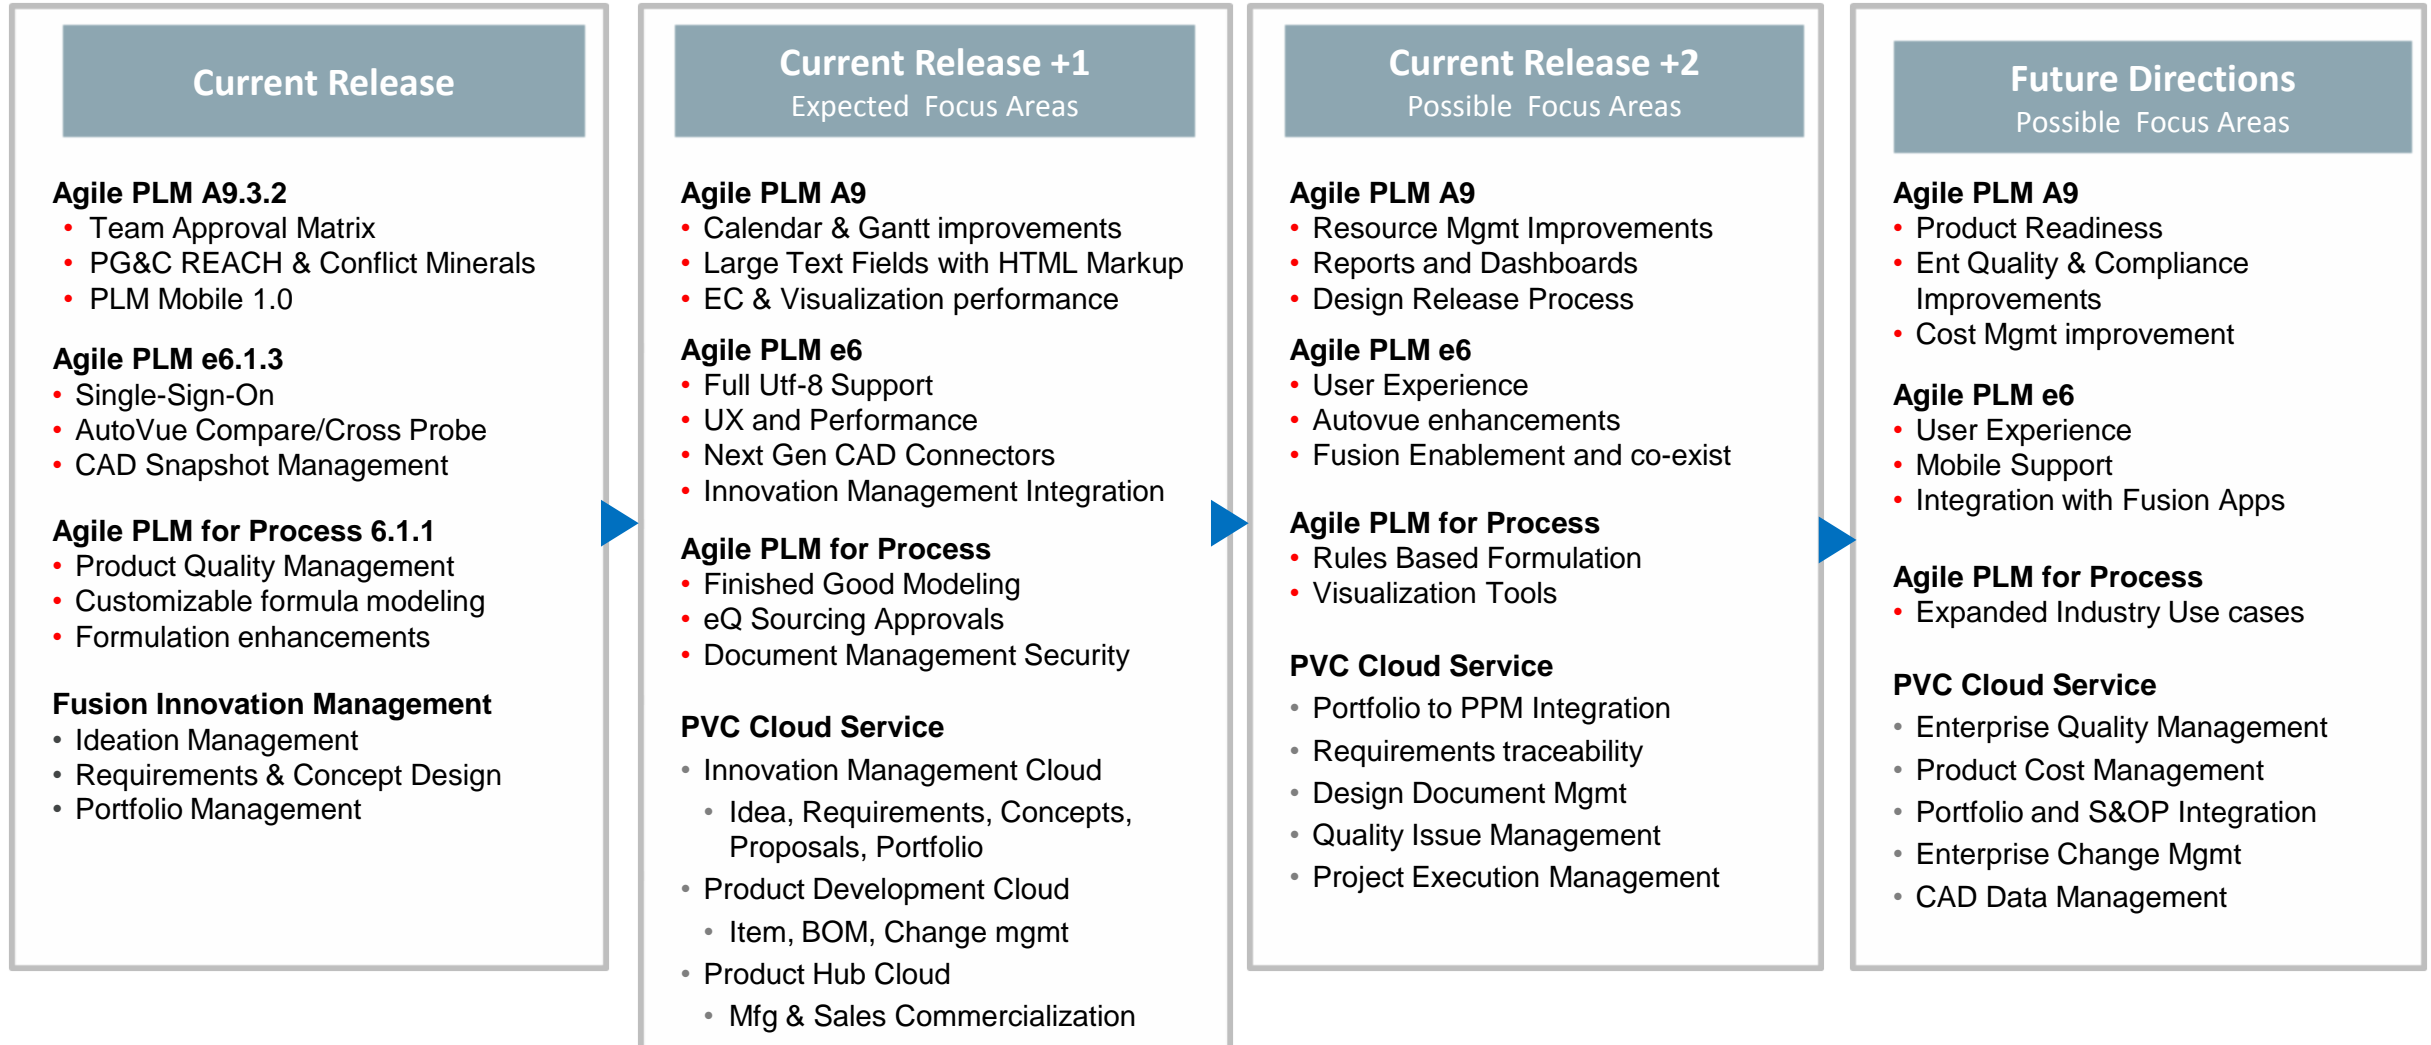 Current Release
Agile PLM A9.3.2
• Team Approval Matrix
• PG&C REACH & Conflict Minerals
• PLM Mobile 1.0
Agile PLM e6.1.3
• Single-Sign-On
• AutoVue Compare/Cross Probe
• CAD Snapshot Management
Agile PLM for Process 6.1.1
• Product Quality Management
• Customizable formula modeling
• Formulation enhancements
Fusion Innovation Management
• Ideation Management
• Requirements & Concept Design
• Portfolio Management
Current Release +1
Expected Focus Areas
Agile PLM A9
• Calendar & Gantt improvements
• Large Text Fields with HTML Markup
• EC & Visualization performance
Agile PLM e6
• Full Utf-8 Support
• UX and Performance
• Next Gen CAD Connectors
• Innovation Management Integration
Agile PLM for Process
• Finished Good Modeling
• eQ Sourcing Approvals
• Document Management Security
PVC Cloud Service
• Innovation Management Cloud
• Idea, Requirements, Concepts,
Proposals, Portfolio
• Product Development Cloud
• Item, BOM, Change mgmt
• Product Hub Cloud
• Mfg & Sales Commercialization
Current Release +2
Possible Focus Areas
Agile PLM A9
• Resource Mgmt Improvements
• Reports and Dashboards
• Design Release Process
Agile PLM e6
• User Experience
• Autovue enhancements
• Fusion Enablement and co-exist
Agile PLM for Process
• Rules Based Formulation
• Visualization Tools
PVC Cloud Service
• Portfolio to PPM Integration
• Requirements traceability
• Design Document Mgmt
• Quality Issue Management
• Project Execution Management
Future Directions
Possible Focus Areas
Agile PLM A9
• Product Readiness
• Ent Quality & Compliance
Improvements
• Cost Mgmt improvement
Agile PLM e6
• User Experience
• Mobile Support
• Integration with Fusion Apps
Agile PLM for Process
• Expanded Industry Use cases
PVC Cloud Service
• Enterprise Quality Management
• Product Cost Management
• Portfolio and S&OP Integration
• Enterprise Change Mgmt
• CAD Data Management